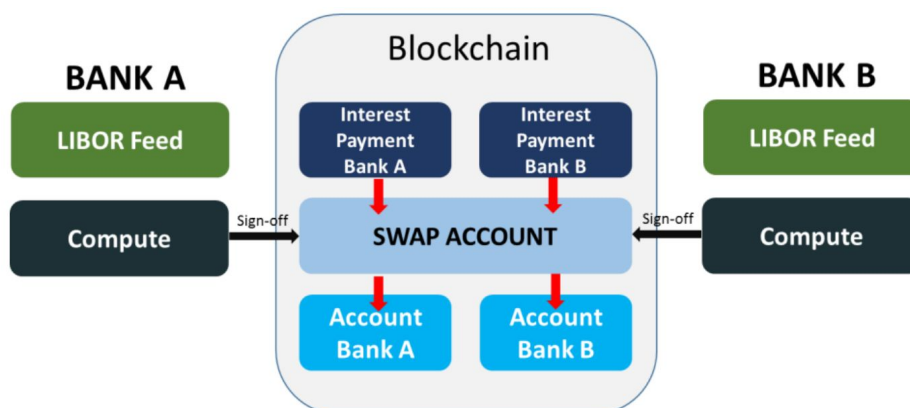 Blockchain
BANK A
LIBOR Feed
Compute
Sign-off
Interest
Payment
Bank A
Interest
Payment
Bank B
SWAP ACCOUNT
Account
Bank A
Account
Bank B
BANK B
LIBOR Feed
Sign-off
Compute